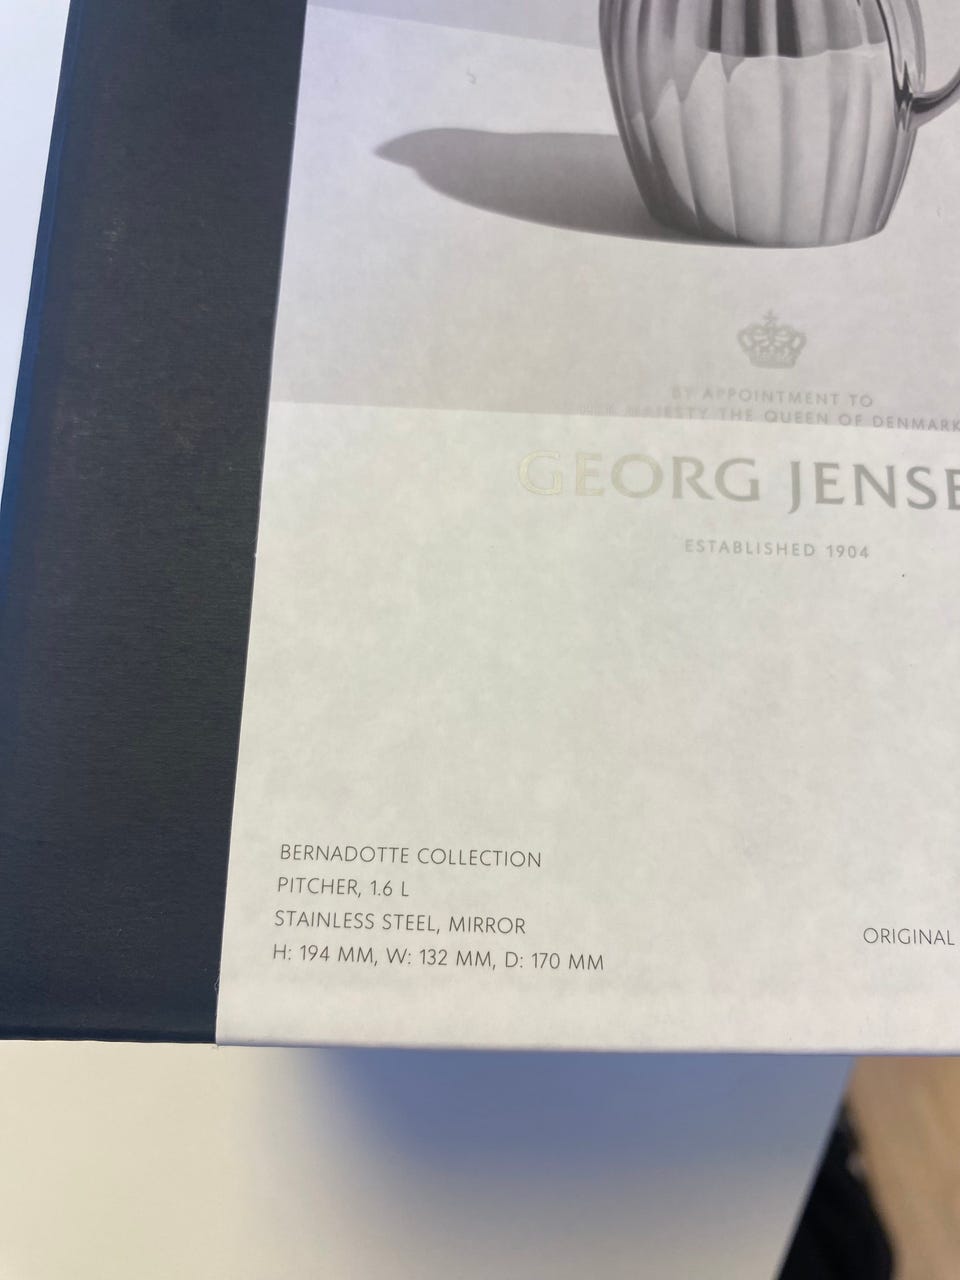 BY APPOINTMENT TO
HER MAJESTY THE QUEEN OF DENMARK
GEORG JENSE
ESTABLISHED 1904
BERNADOTTE COLLECTION
PITCHER, 1.6 L
STAINLESS STEEL, MIRROR
H: 194 MM, W: 132 MM, D: 170 MM
ORIGINAL